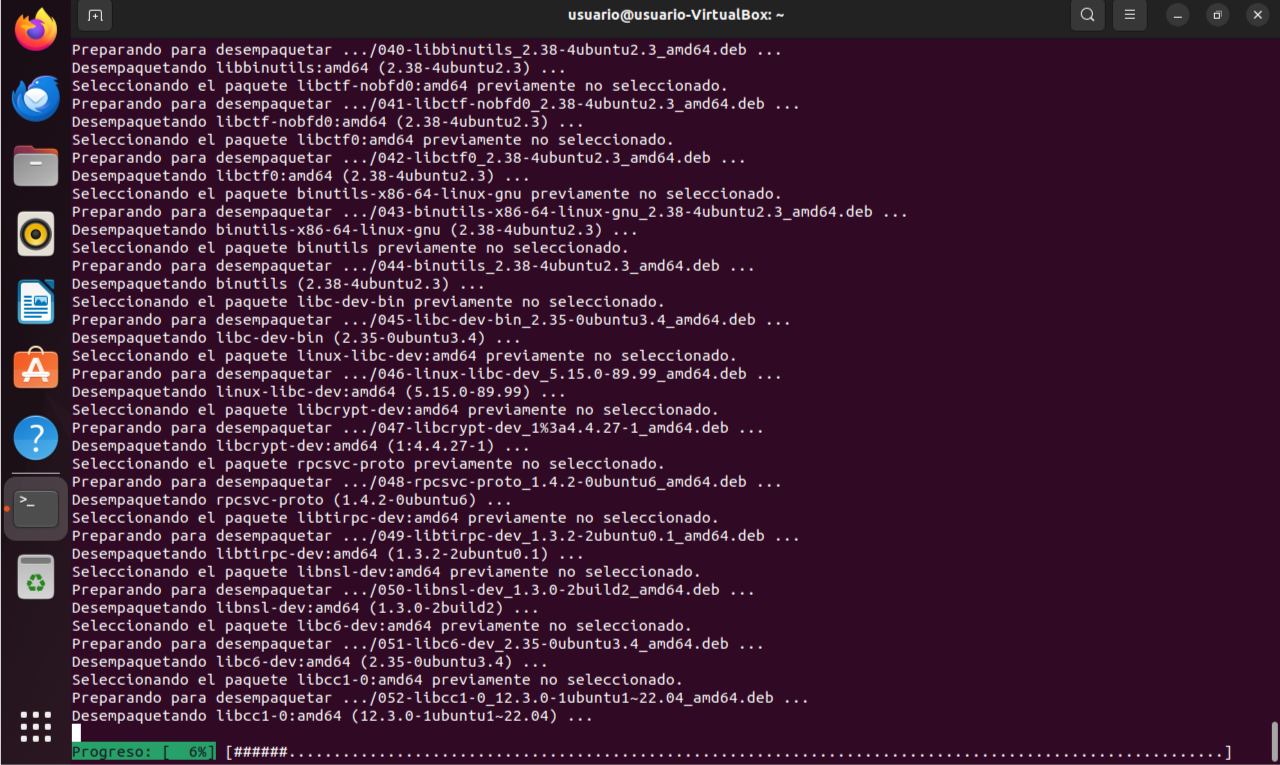 usuario@usuario-VirtualBox: ~
Preparando para desempaquetar .../040-libbinutils_2.38-4ubuntu2.3_amd64.deb ...
Desempaquetando libbinutils:amd64 (2.38-4ubuntu2.3) ...
Seleccionando el paquete libctf-nobfd0:amd64 previamente no seleccionado.
Preparando para desempaquetar .../041-libctf-nobfd0_2.38-4ubuntu2.3_amd64.deb ...
Desempaquetando libctf-nobfd0:amd64 (2.38-4ubuntu2.3) ...
Seleccionando el paquete libctf0:amd64 previamente no seleccionado.
Preparando para desempaquetar .../042-libctf0_2.38-4ubuntu2.3_amd64.deb ...
Desempaquetando libctf0:amd64 (2.38-4ubuntu2.3) ...
Seleccionando el paquete binutils-x86-64-linux-gnu previamente no seleccionado.
Preparando para desempaquetar .../043-binutils-x86-64-linux-gnu_2.38-4ubuntu2.3_amd64.deb ...
Desempaquetando binutils-x86-64-linux-gnu (2.38-4ubuntu2.3) ...
Seleccionando el paquete binutils previamente no seleccionado.
Preparando para desempaquetar .../044-binutils_2.38-4ubuntu2.3_amd64.deb ...
Desempaquetando binutils (2.38-4ubuntu2.3) ...
Seleccionando el paquete libc-dev-bin previamente no seleccionado.
Preparando para desempaquetar .../045-libc-dev-bin_2.35-0ubuntu3.4_amd64.deb ...
Desempaquetando libc-dev-bin (2.35-0ubuntu3.4) ...
Seleccionando el paquete linux-libc-dev:amd64 previamente no seleccionado.
Preparando para desempaquetar .../046-linux-libc-dev_5.15.0-89.99_amd64.deb ...
Desempaquetando linux-libc-dev:amd64 (5.15.0-89.99) ...
Seleccionando el paquete libcrypt-dev:amd64 previamente no seleccionado.
Preparando para desempaquetar .../047-libcrypt-dev_1%3a4.4.27-1_amd64.deb ...
Desempaquetando libcrypt-dev:amd64 (1:4.4.27-1) ...
Seleccionando el paquete rpcsvc-proto previamente no seleccionado.
Preparando para desempaquetar .../048-rpcsvc-proto_1.4.2-0ubuntu6_amd64.deb ...
Desempaquetando rpcsvc-proto (1.4.2-0ubuntu6) ...
Seleccionando el paquete libtirpc-dev:amd64 previamente no seleccionado.
Preparando para desempaquetar .../049-libtirpc-dev_1.3.2-2ubuntu0.1_amd64.deb ...
Desempaquetando libtirpc-dev:amd64 (1.3.2-2ubuntu0.1) ...
Seleccionando el paquete libnsl-dev:amd64 previamente no seleccionado.
Preparando para desempaquetar .../050-libnsl-dev_1.3.0-2build2_amd64.deb ...
Desempaquetando libnsl-dev:amd64 (1.3.0-2build2) ...
Seleccionando el paquete libc6-dev:amd64 previamente no seleccionado.
Preparando para desempaquetar .../051-libc6-dev_2.35-0ubuntu3.4_amd64.deb ...
Desempaquetando libc6-dev:amd64 (2.35-0ubuntu3.4) ...
Seleccionando el paquete libcc1-0:amd64 previamente no seleccionado.
Preparando para desempaquetar .../052-libcc1-0_12.3.0-1ubuntu1~22.04_amd64.deb ...
Desempaquetando libcc1-0:amd64 (12.3.0-1ubuntu1~22.04) ...
Progreso: [  6%] [######........................................................................................................]